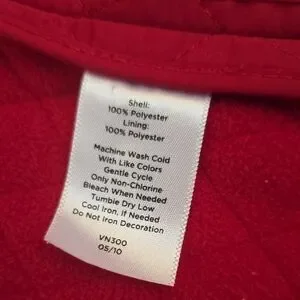 Shell:
100% Polyester
Lining:
100% Polyester
Machine Wash Cold
With Like Colors
Gentle Cycle
Only Non-Chlorine
Bleach When Needed
Tumble Dry Low
Cool Iron, If Needed
Do Not Iron Decoration
VN300
05/10